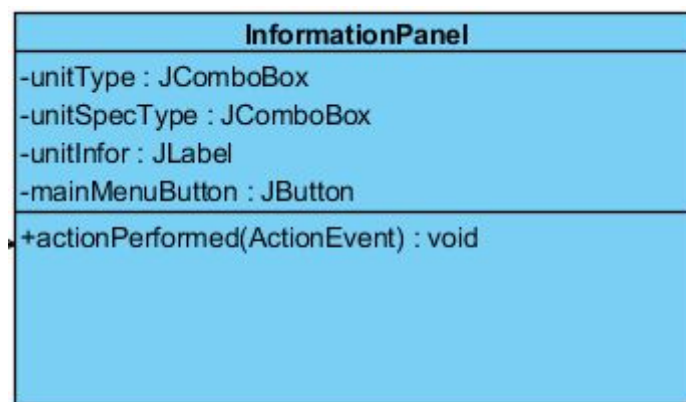 InformationPanel
-unitType : JComboBox
-unitSpecType : JComboBox
-unitInfor : JLabel
-mainMenuButton : JButton
+actionPerformed(ActionEvent) : void